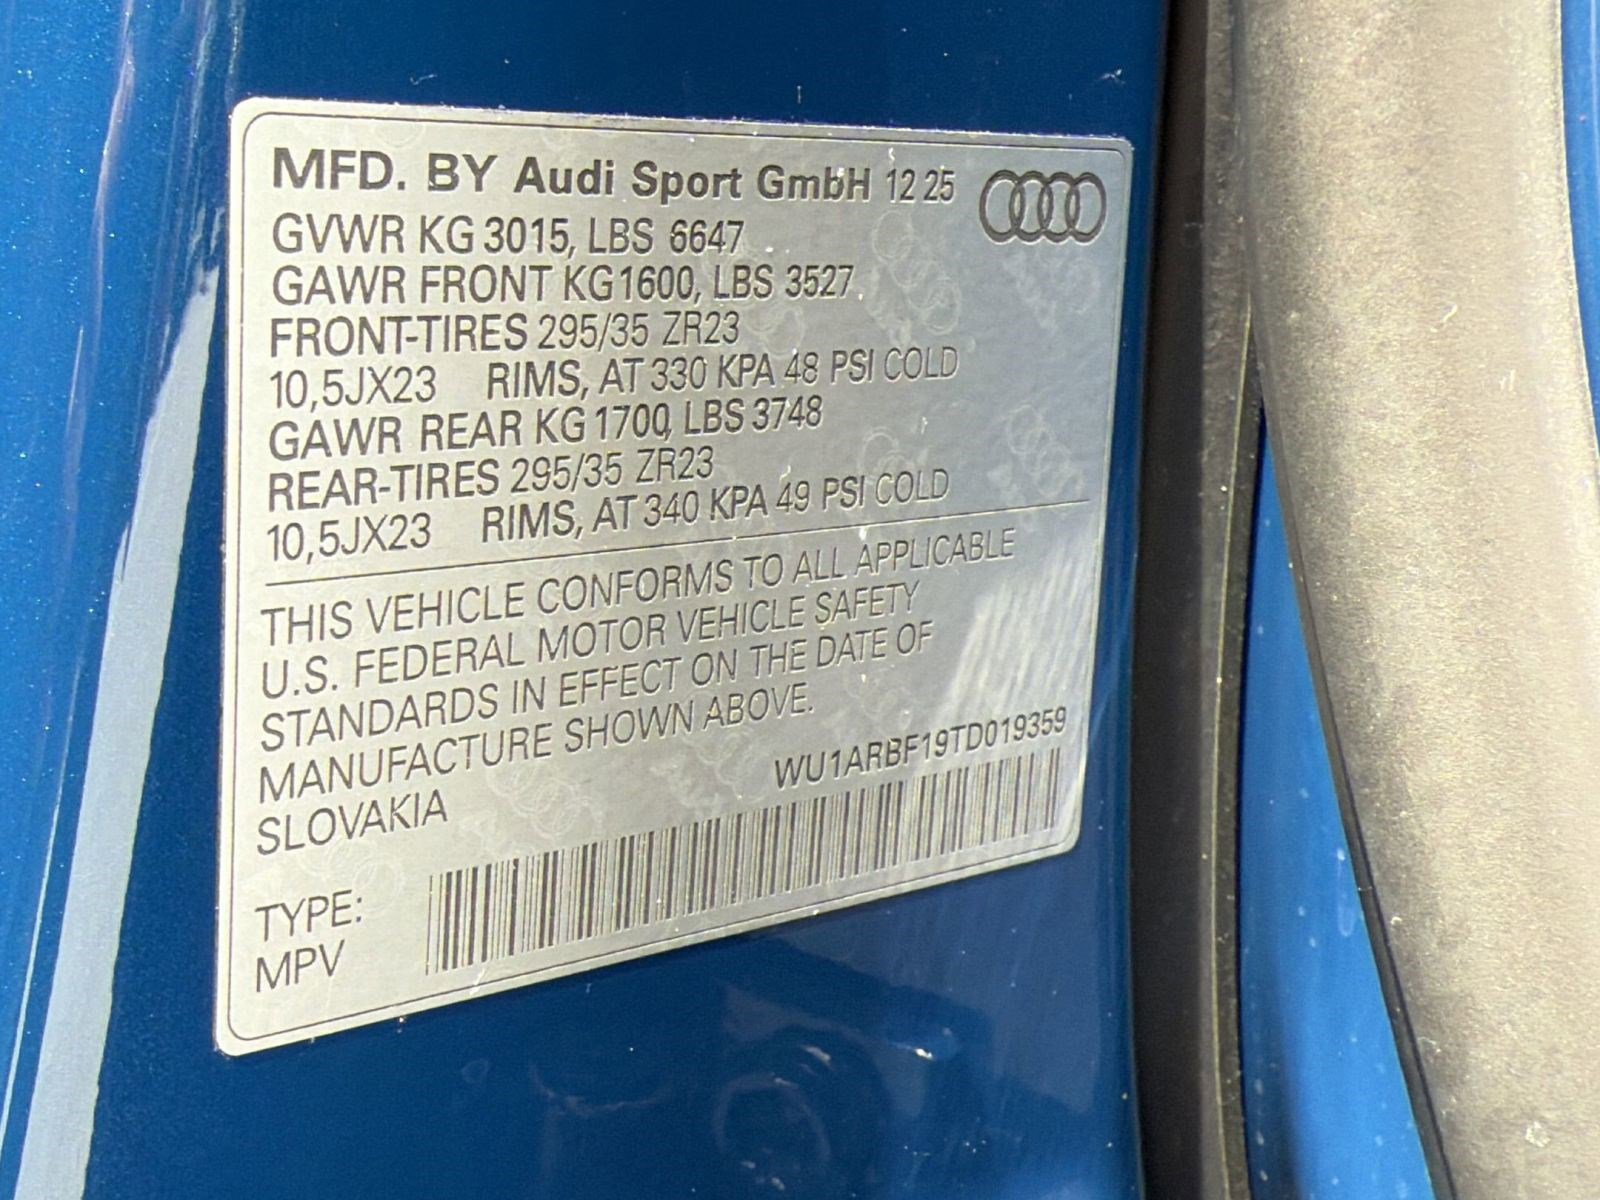 MFD. BY Audi Sport GmbH 12 25
GVWR KG 3015, LBS 6647
GAWR FRONT KG 1600, LBS 3527
FRONT-TIRES 295/35 ZR23
10,5JX23 RIMS, AT 330 KPA 48 PSI COLD
GAWR REAR KG 1700, LBS 3748
REAR-TIRES 295/35 ZR23
10,5JX23 RIMS, AT 340 KPA 49 PSI COLD
THIS VEHICLE CONFORMS TO ALL APPLICABLE
U.S. FEDERAL MOTOR VEHICLE SAFETY
STANDARDS IN EFFECT ON THE DATE OF
MANUFACTURE SHOWN ABOVE.
SLOVAKIA
WU1ARBF19TD019359
TYPE:
MPV